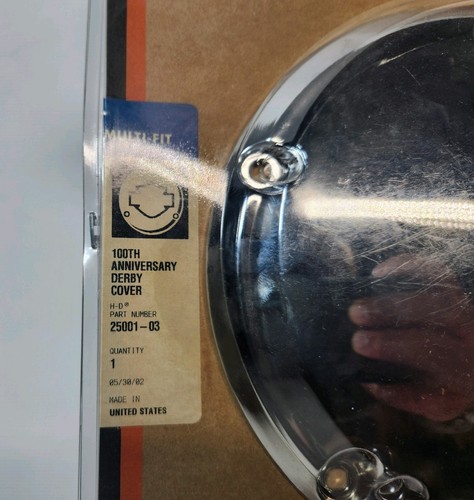 MULTI-FIT
100TH
ANNIVERSARY
DERBY
COVER
H-D®
PART NUMBER
25001-03
QUANTITY
1
05/30/02
MADE IN
UNITED STATES